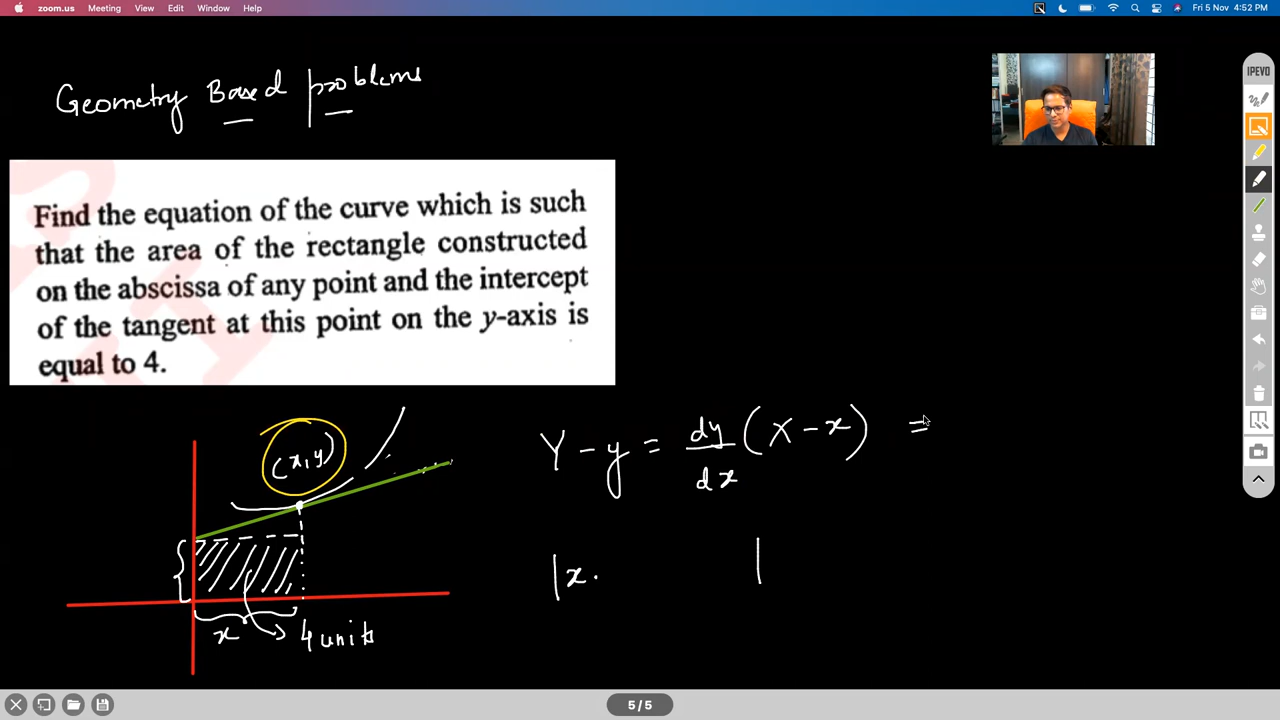 zoom.us Meeting View Edit Window Help Fri 5 Nov 4:52 PM
IPEVO
Geometry Based problems
Find the equation of the curve which is such
that the area of the rectangle constructed
on the abscissa of any point and the intercept
of the tangent at this point on the y-axis is
equal to 4.
(x,y)
Y - y = dy/dx (X - x) =
|x. |
x
4 units
5 / 5